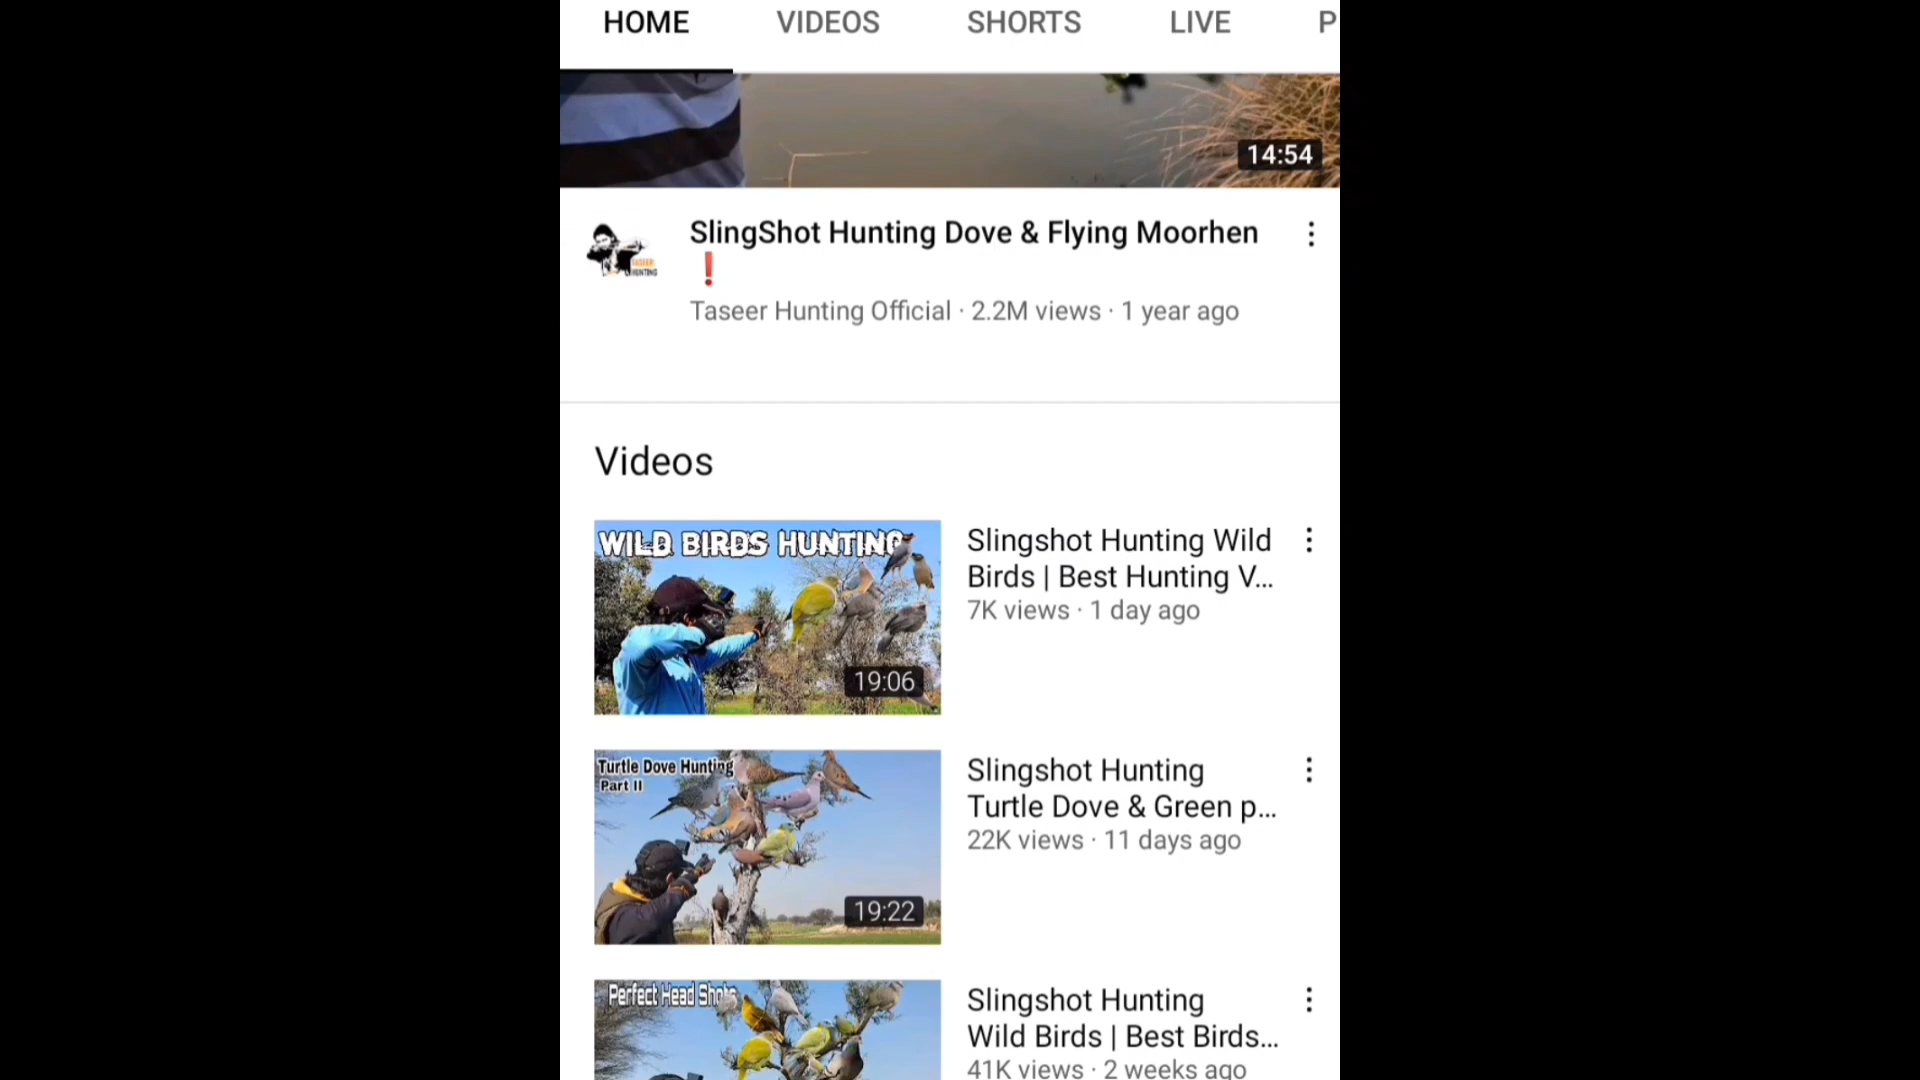 HOME VIDEOS SHORTS LIVE P
14:54
SlingShot Hunting Dove & Flying Moorhen
❗
TASEER
HUNTING
Taseer Hunting Official · 2.2M views · 1 year ago
Videos
WILD BIRDS HUNTING
19:06
Slingshot Hunting Wild
Birds | Best Hunting V...
7K views · 1 day ago
Turtle Dove Hunting
Part II
19:22
Slingshot Hunting
Turtle Dove & Green p...
22K views · 11 days ago
Perfect Head Shots
Slingshot Hunting
Wild Birds | Best Birds...
41K views · 2 weeks ago